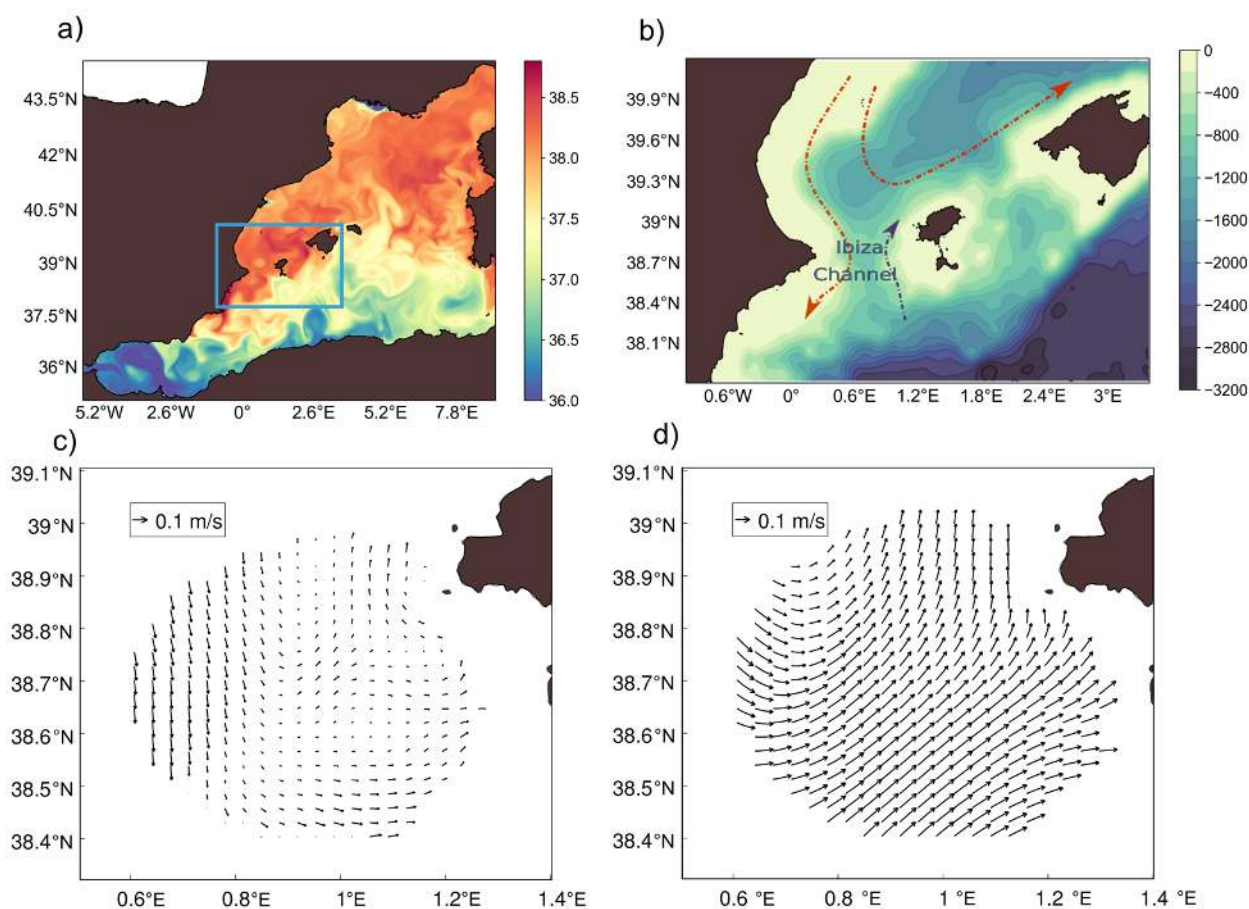 a)
43.5°N
42°N
40.5°N
39°N
37.5°N
36°N
5.2°W 2.6°W 0° 2.6°E 5.2°E 7.8°E
38.5
38.0
37.5
37.0
36.5
36.0
b)
39.9°N
39.6°N
39.3°N
39°N
38.7°N
38.4°N
38.1°N
0.6°W 0° 0.6°E 1.2°E 1.8°E 2.4°E 3°E
Ibiza
Channel
0
−400
−800
−1200
−1600
−2000
−2400
−2800
−3200
c)
39.1°N
39°N
38.9°N
38.8°N
38.7°N
38.6°N
38.5°N
38.4°N
0.6°E 0.8°E 1°E 1.2°E 1.4°E
0.1 m/s
d)
39.1°N
39°N
38.9°N
38.8°N
38.7°N
38.6°N
38.5°N
38.4°N
0.6°E 0.8°E 1°E 1.2°E 1.4 °E
0.1 m/s